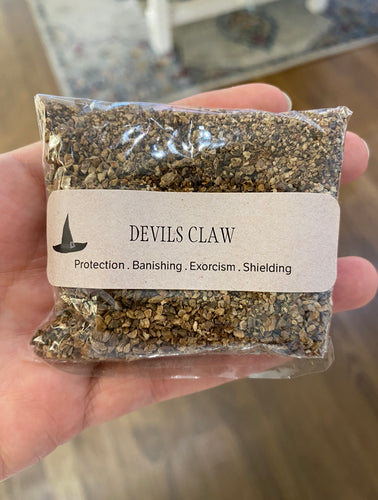 DEVILS CLAW
Protection . Banishing . Exorcism . Shielding